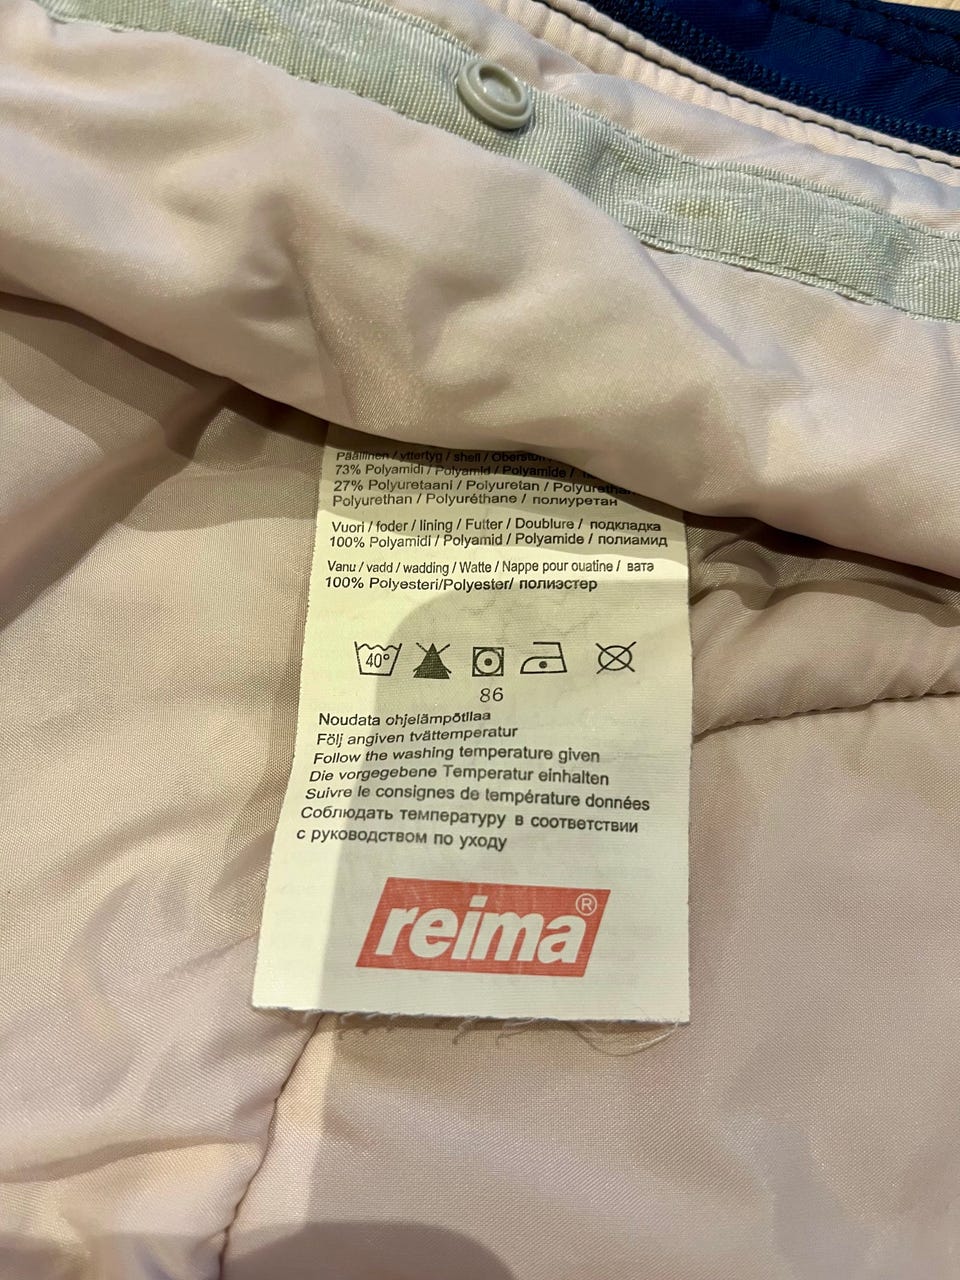 Päällinen / yttertyg / shell / Oberstoff
73% Polyamidi / Polyamid / Polyamide /
27% Polyuretaani / Polyuretan / Polyurethan
Polyurethan / Polyuréthane / полиуретан
Vuori / foder / lining / Futter / Doublure / подкладка
100% Polyamidi / Polyamid / Polyamide / полиамид
Vanu / vadd / wadding / Watte / Nappe pour ouatine / вата
100% Polyesteri/Polyester/ полиэстер
40°
86
Noudata ohjelämpötilaa
Följ angiven tvättemperatur
Follow the washing temperature given
Die vorgegebene Temperatur einhalten
Suivre le consignes de température données
Соблюдать температуру в соответствии
с руководством по уходу
reima®